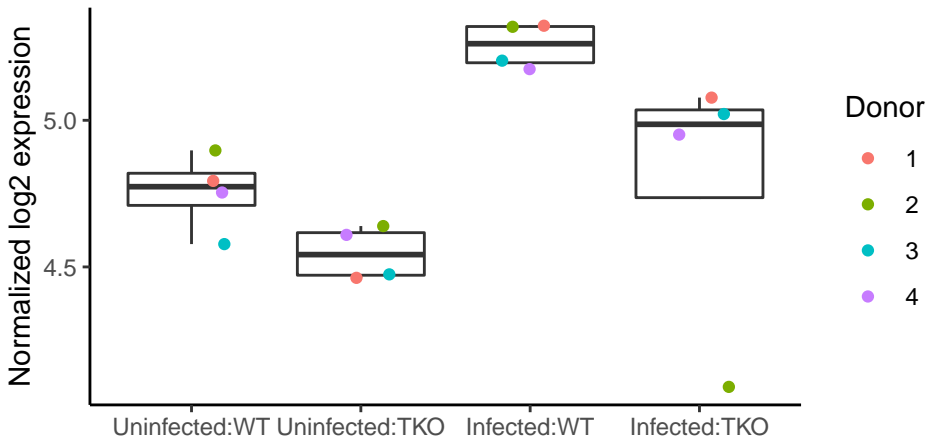 Normalized log2 expression
5.0
4.5
Uninfected:WT
Uninfected:TKO
Infected:WT
Infected:TKO
Donor
1
2
3
4